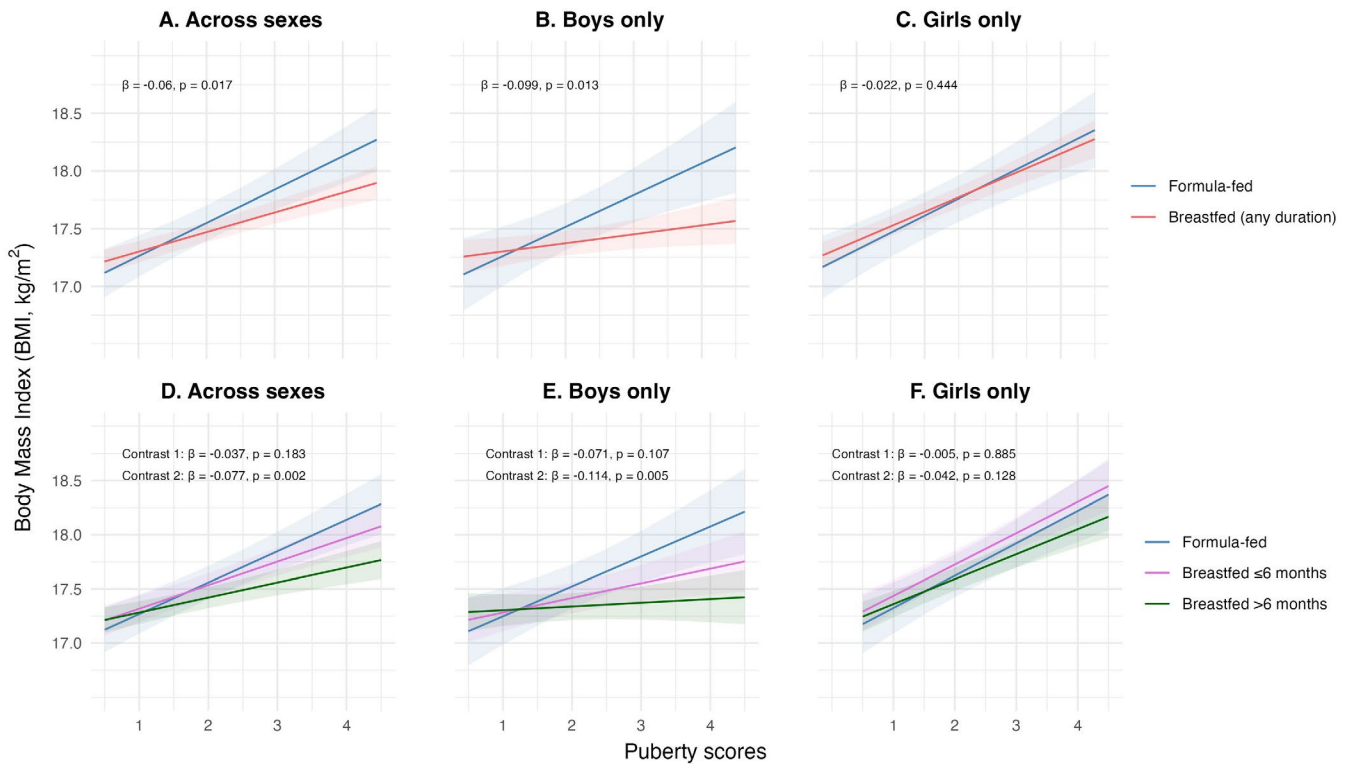 A. Across sexes
B. Boys only
C. Girls only
β = -0.06, p = 0.017
β = -0.099, p = 0.013
β = -0.022, p = 0.444
18.5
18.0
17.5
17.0
Formula-fed
Breastfed (any duration)
Body Mass Index (BMI, kg/m²)
D. Across sexes
E. Boys only
F. Girls only
Contrast 1: β = -0.037, p = 0.183
Contrast 2: β = -0.077, p = 0.002
Contrast 1: β = -0.071, p = 0.107
Contrast 2: β = -0.114, p = 0.005
Contrast 1: β = -0.005, p = 0.885
Contrast 2: β = -0.042, p = 0.128
18.5
18.0
17.5
17.0
Formula-fed
Breastfed ≤6 months
Breastfed >6 months
1 2 3 4
1 2 3 4
1 2 3 4
Puberty scores